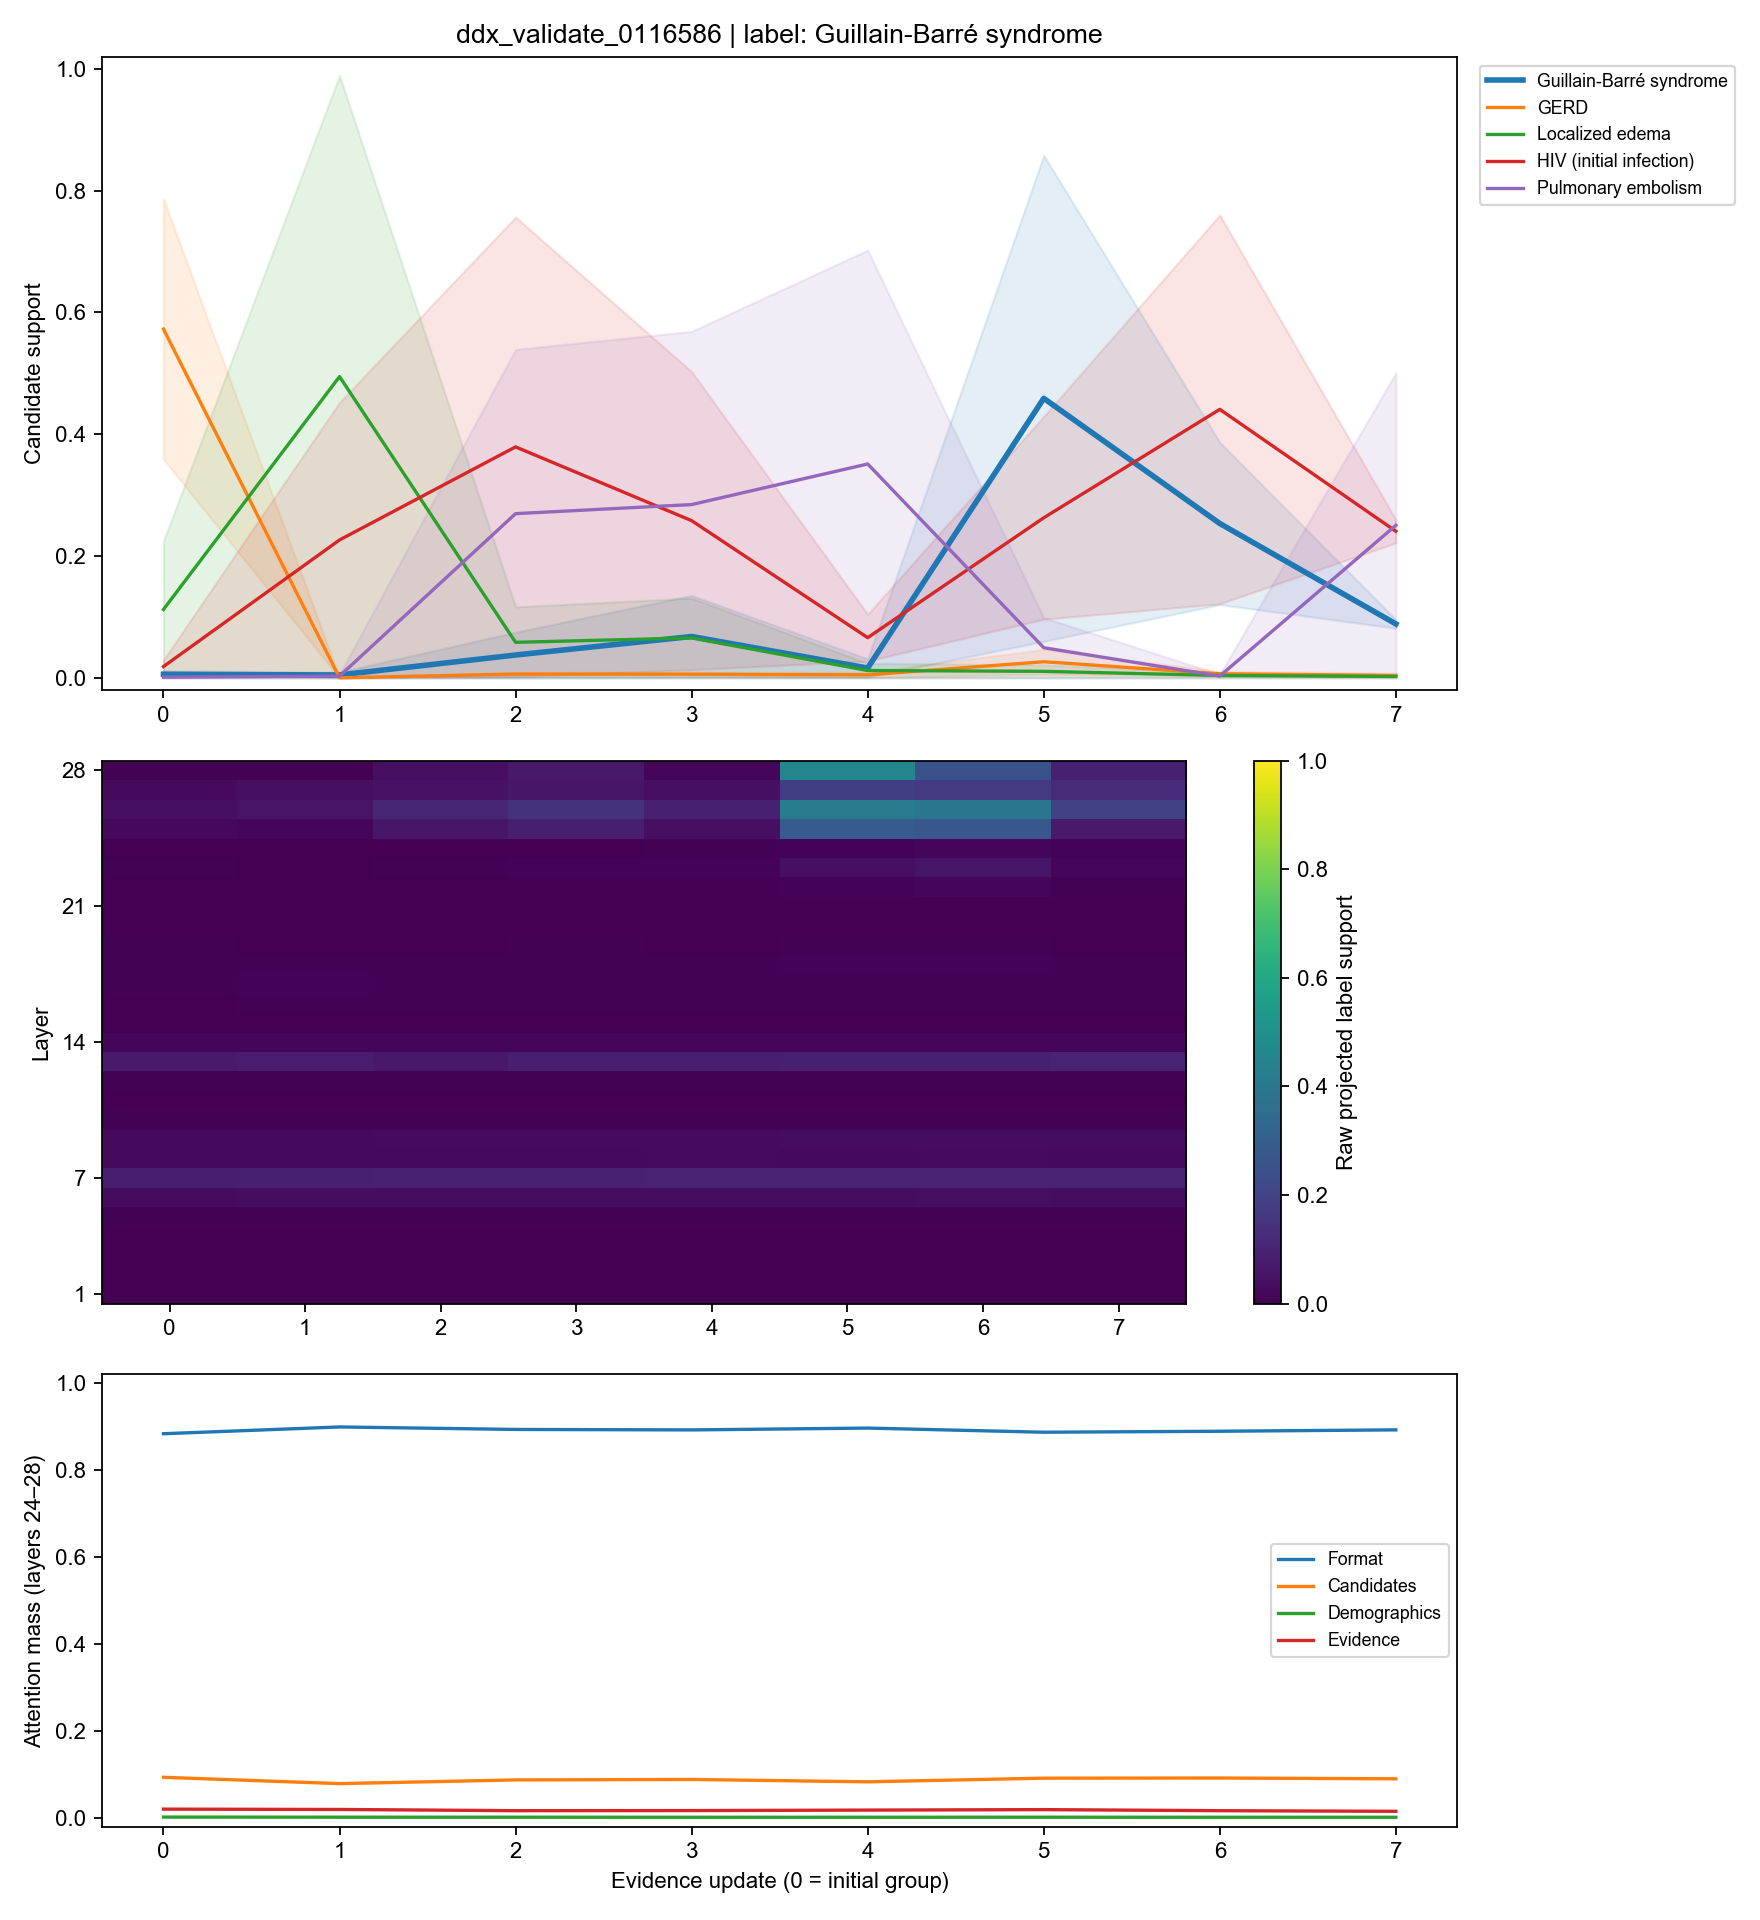 ddx_validate_0116586 | label: Guillain-Barré syndrome
Candidate support
1.0
0.8
0.6
0.4
0.2
0.0
0 1 2 3 4 5 6 7
Guillain-Barré syndrome
GERD
Localized edema
HIV (initial infection)
Pulmonary embolism
Layer
28
21
14
7
1
0 1 2 3 4 5 6 7
1.0
0.8
0.6
0.4
0.2
0.0
Raw projected label support
Attention mass (layers 24–28)
1.0
0.8
0.6
0.4
0.2
0.0
Format
Candidates
Demographics
Evidence
0 1 2 3 4 5 6 7
Evidence update (0 = initial group)